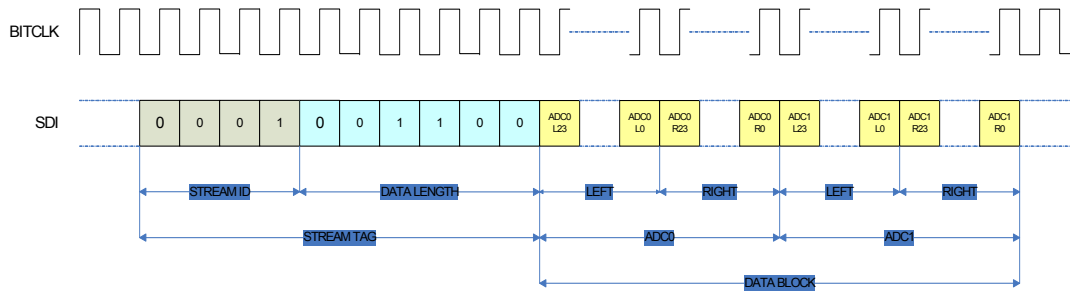 BITCLK
SDI
0 0 0 1 0 0 1 1 0 0
ADC0 L23
ADC0 L0
ADC0 R23
ADC0 R0
ADC1 L23
ADC1 L0
ADC1 R23
ADC1 R0
STREAM ID DATA LENGTH LEFT RIGHT LEFT RIGHT
STREAM TAG ADC0 ADC1
DATA BLOCK